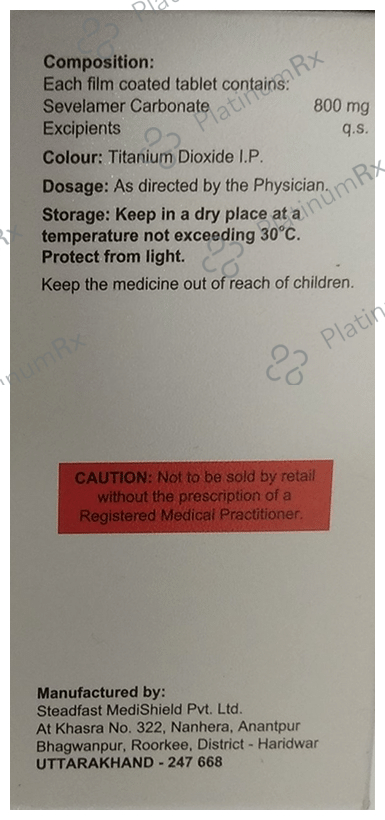 Composition:
Each film coated tablet contains:
Sevelamer Carbonate 800 mg
Excipients q.s.
Colour: Titanium Dioxide I.P.
Dosage: As directed by the Physician.
Storage: Keep in a dry place at a
temperature not exceeding 30°C.
Protect from light.
Keep the medicine out of reach of children.
CAUTION: Not to be sold by retail
without the prescription of a
Registered Medical Practitioner.
Manufactured by:
Steadfast MediShield Pvt. Ltd.
At Khasra No. 322, Nanhera, Anantpur
Bhagwanpur, Roorkee, District - Haridwar
UTTARAKHAND - 247 668
PlatinumRx
PlatinumRx